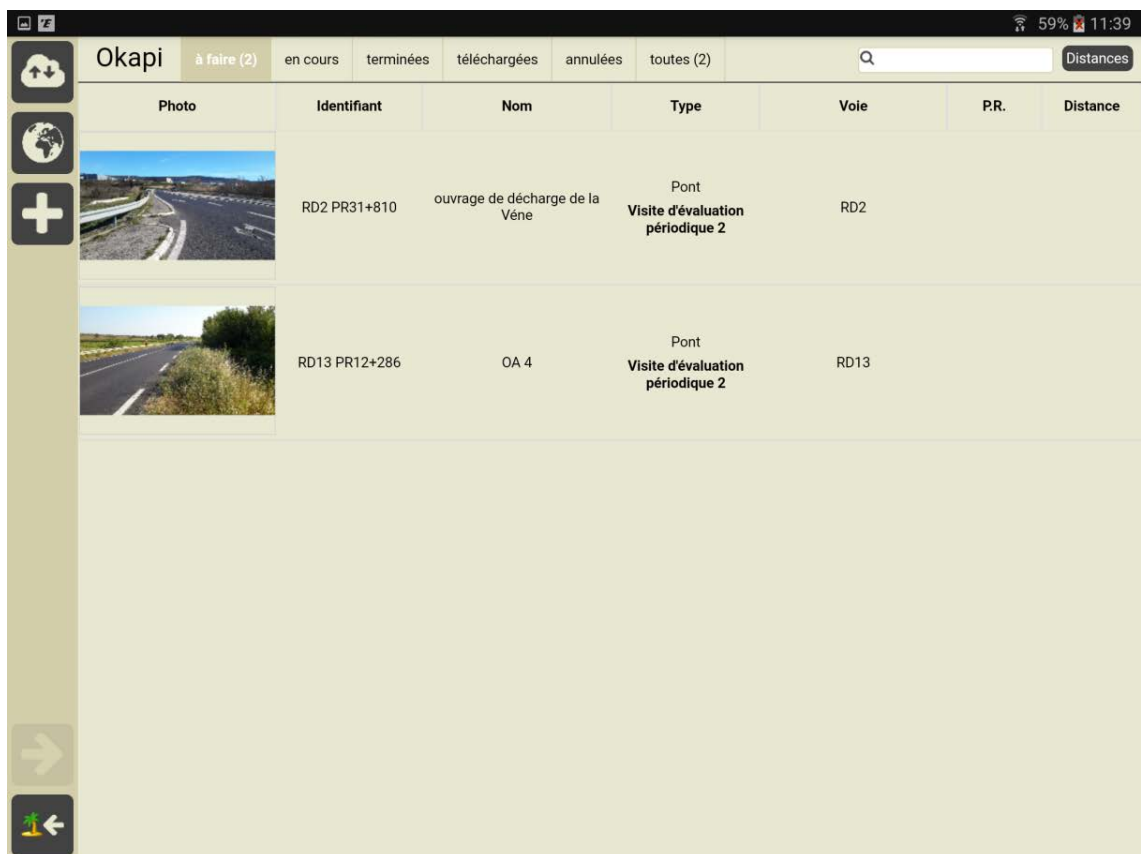 59% 11:39
Okapi à faire (2) en cours terminées téléchargées annulées toutes (2) Distances
Photo Identifiant Nom Type Voie P.R. Distance
RD2 PR31+810 ouvrage de décharge de la Véne Pont Visite d'évaluation périodique 2 RD2
RD13 PR12+286 OA 4 Pont Visite d'évaluation périodique 2 RD13